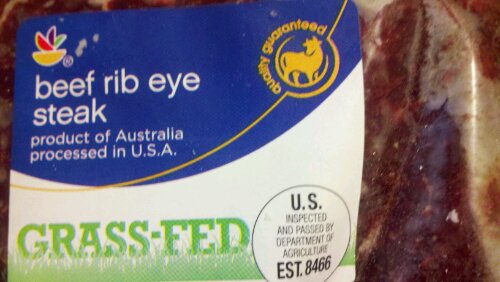 quality guaranteed
beef rib eye
steak
product of Australia
processed in U.S.A.
GRASS-FED
U.S.
INSPECTED
AND PASSED BY
DEPARTMENT OF
AGRICULTURE
EST. 8466